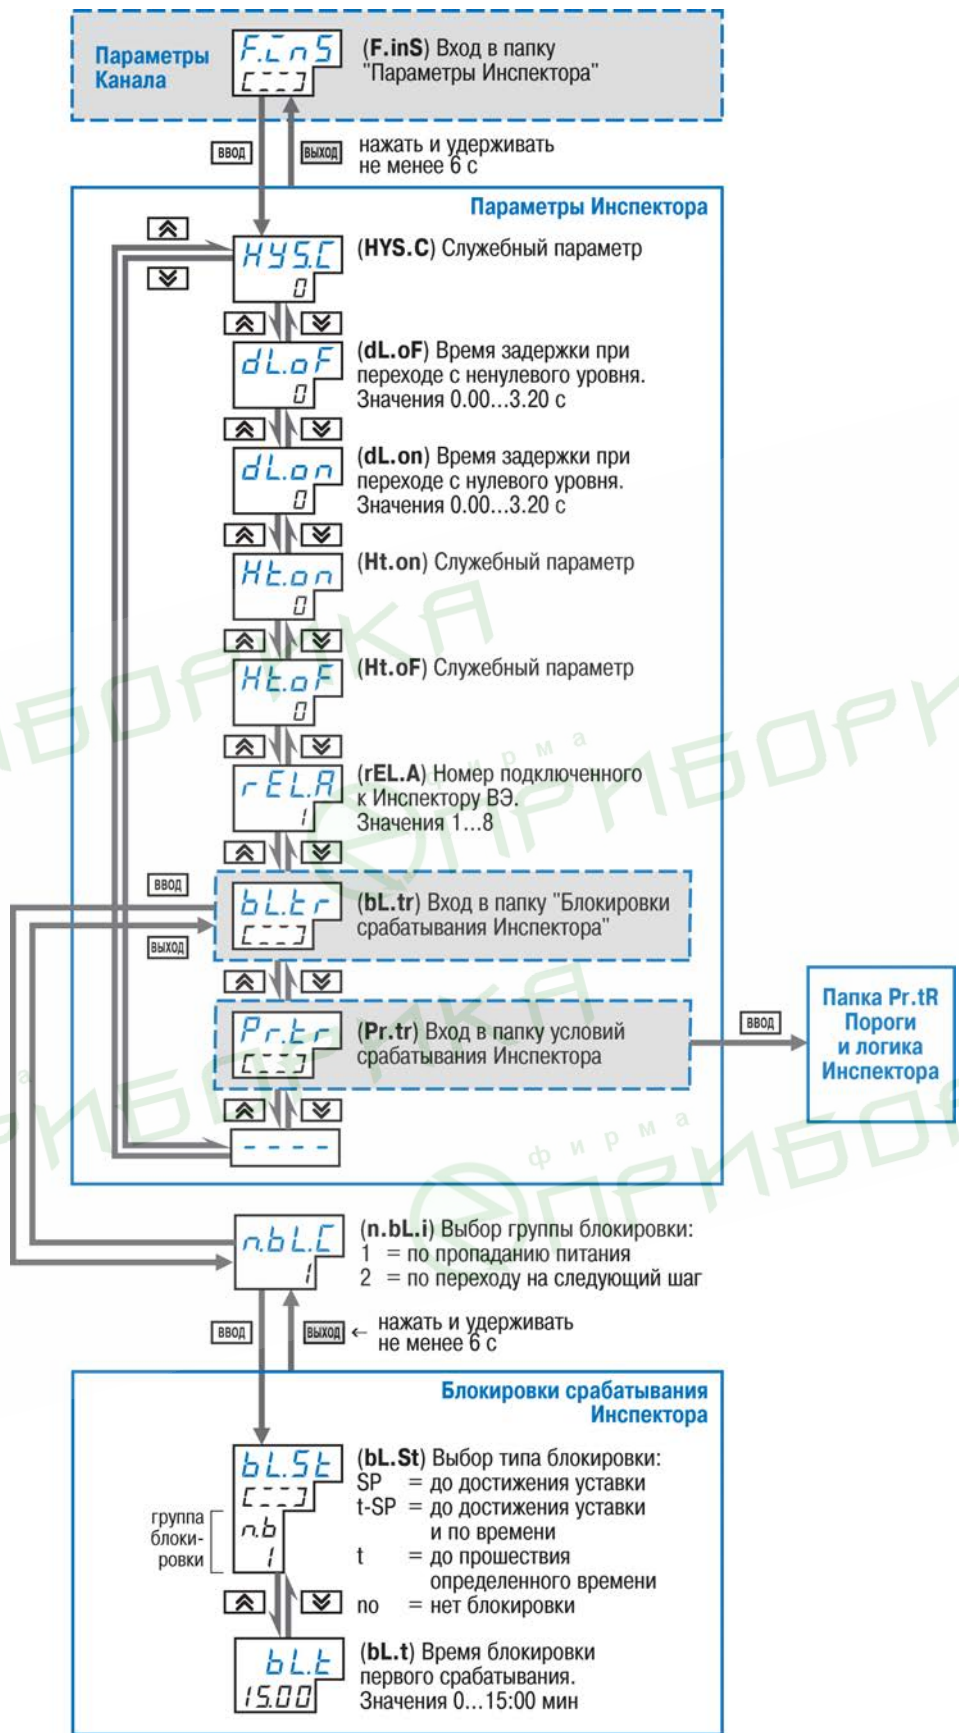 Параметры
Канала
F.inS
[---]
(F.inS) Вход в папку
"Параметры Инспектора"
ВВОД
ВЫХОД
нажать и удерживать
не менее 6 с
Параметры Инспектора
HYS.C
0
(HYS.C) Служебный параметр
dL.oF
0
(dL.oF) Время задержки при
переходе с ненулевого уровня.
Значения 0.00...3.20 с
dL.on
0
(dL.on) Время задержки при
переходе с нулевого уровня.
Значения 0.00...3.20 с
Ht.on
0
(Ht.on) Служебный параметр
Ht.oF
0
(Ht.oF) Служебный параметр
rEL.A
1
(rEL.A) Номер подключенного
к Инспектору ВЭ.
Значения 1...8
ВВОД
ВЫХОД
bL.tr
[---]
(bL.tr) Вход в папку "Блокировки
срабатывания Инспектора"
Pr.tr
[---]
(Pr.tr) Вход в папку условий
срабатывания Инспектора
ВВОД
Папка Pr.tR
Пороги
и логика
Инспектора
----
n.bL.C
1
(n.bL.i) Выбор группы блокировки:
1 = по пропаданию питания
2 = по переходу на следующий шаг
ВВОД
ВЫХОД
← нажать и удерживать
не менее 6 с
Блокировки срабатывания
Инспектора
bL.St
[---]
n.b
1
группа
блоки-
ровки
(bL.St) Выбор типа блокировки:
SP = до достижения уставки
t-SP = до достижения уставки
и по времени
t = до прошествия
определенного времени
no = нет блокировки
bL.t
15.00
(bL.t) Время блокировки
первого срабатывания.
Значения 0...15:00 мин
фирма
ПРИБОРИКА
фирма